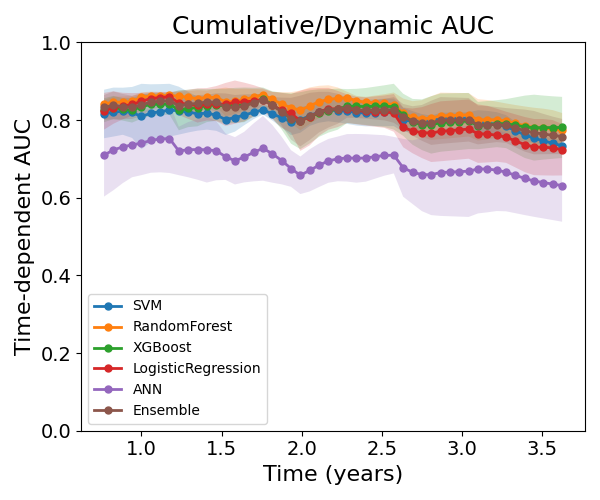 Cumulative/Dynamic AUC
Time-dependent AUC
1.0
0.8
0.6
0.4
0.2
0.0
SVM
RandomForest
XGBoost
LogisticRegression
ANN
Ensemble
1.0 1.5 2.0 2.5 3.0 3.5
Time (years)